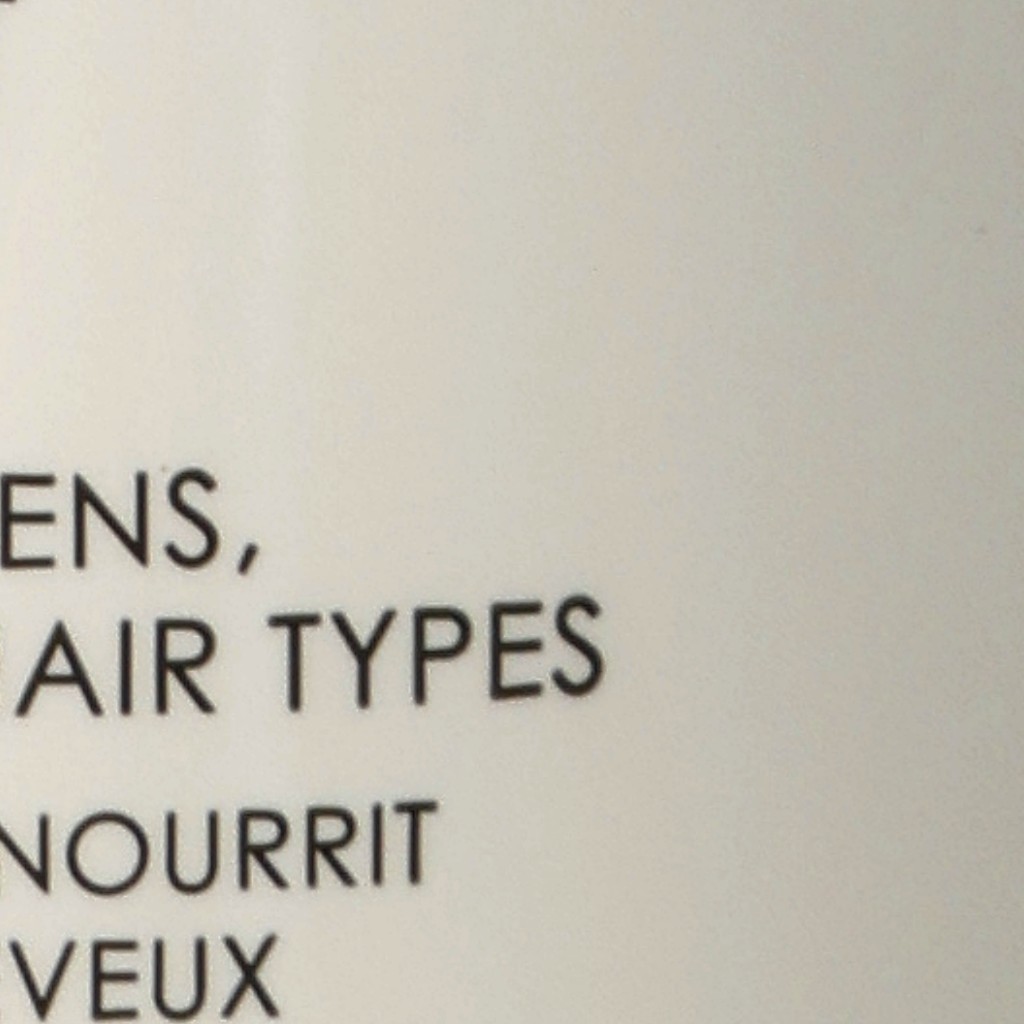 ENS,
AIR TYPES
NOURRIT
VEUX